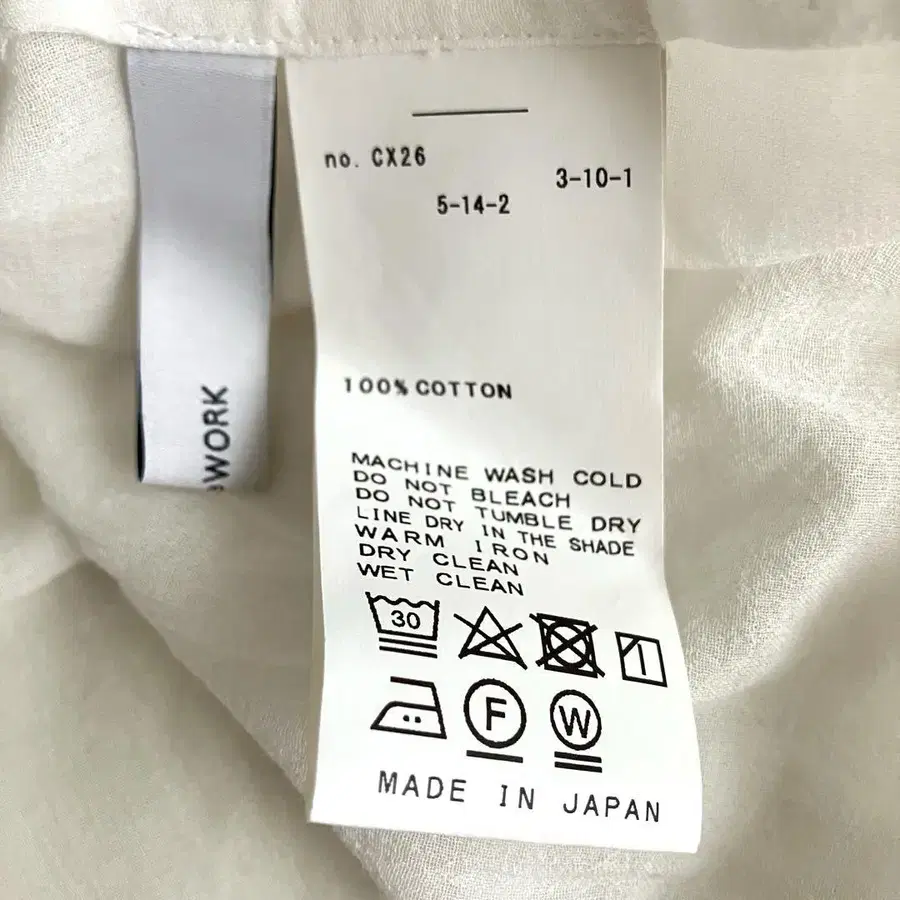 no. CX26
3-10-1
5-14-2
100% COTTON
MACHINE WASH COLD
DO NOT BLEACH
DO NOT TUMBLE DRY
LINE DRY IN THE SHADE
WARM IRON
DRY CLEAN
WET CLEAN
30
F
W
MADE IN JAPAN
WORK